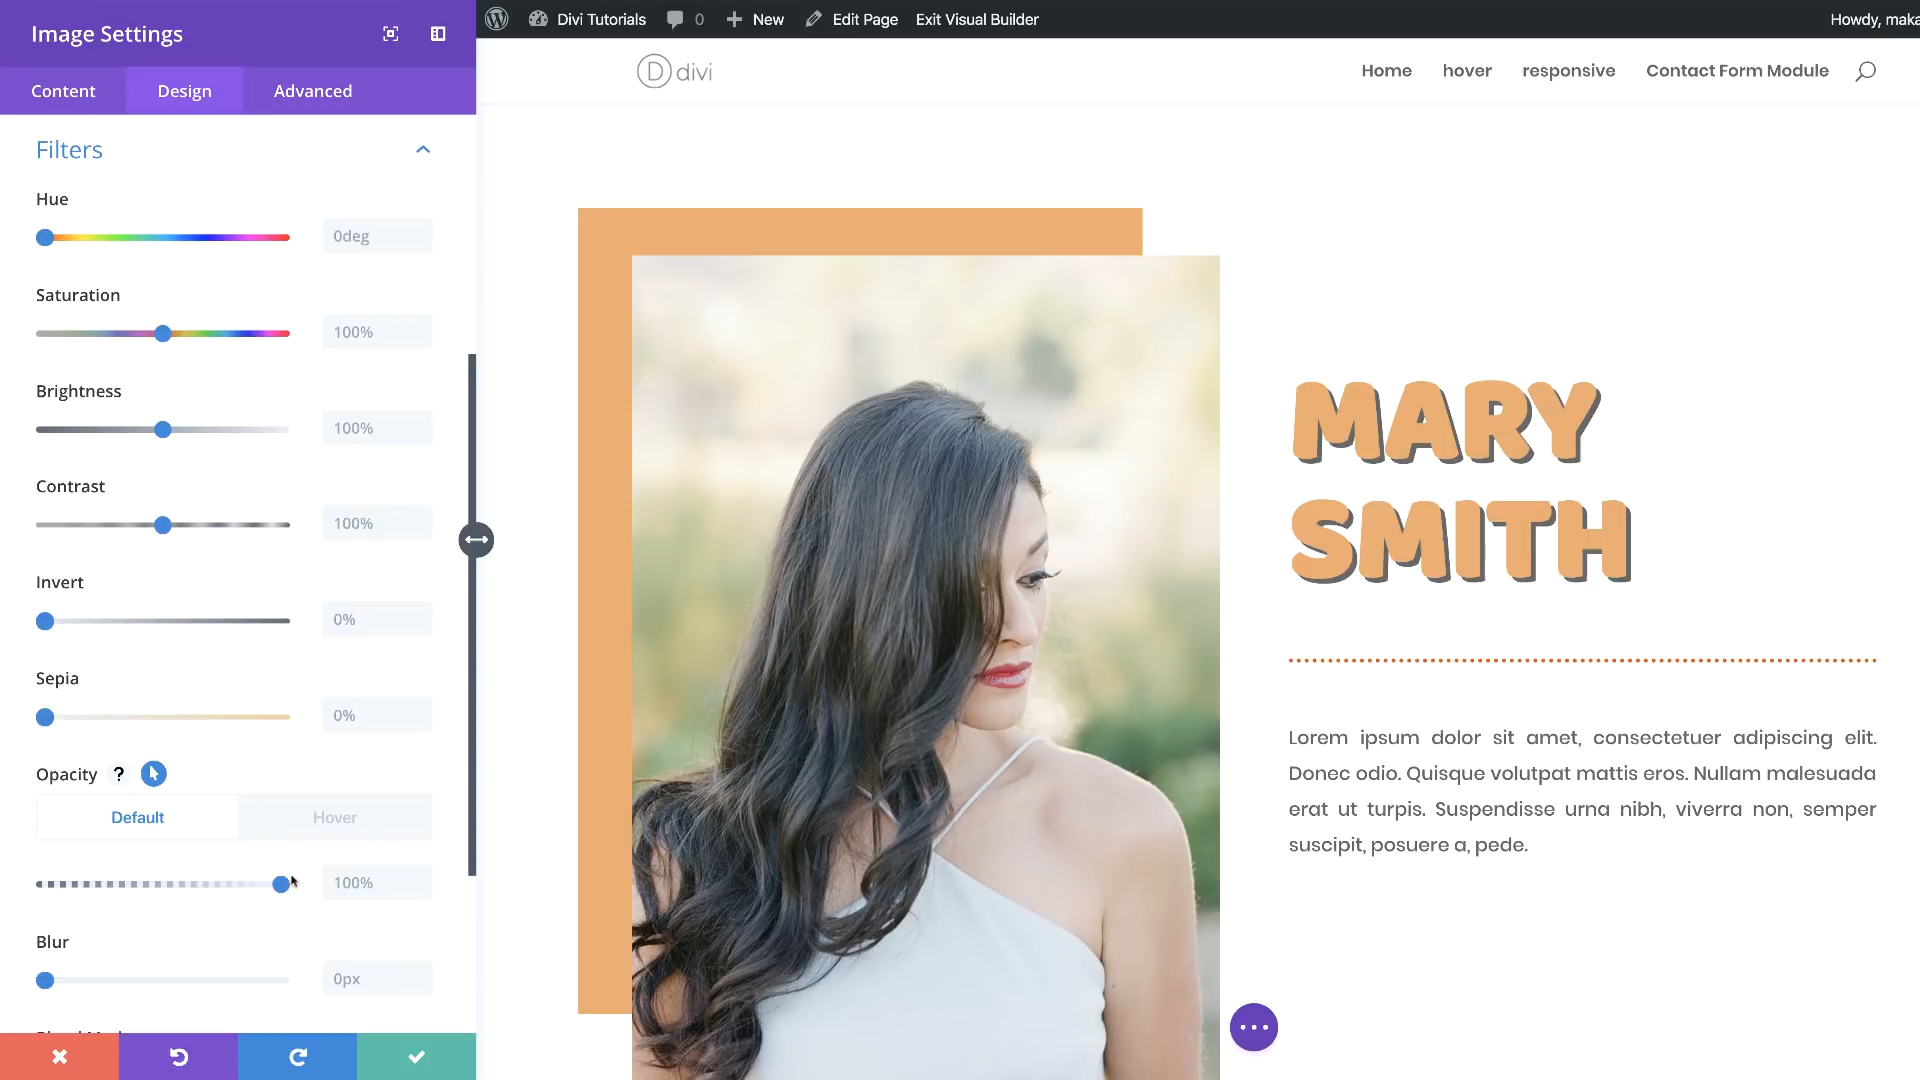 Image Settings
Content
Design
Advanced
Filters
Hue
0deg
Saturation
100%
Brightness
100%
Contrast
100%
Invert
0%
Sepia
0%
Opacity ?
Default
Hover
100%
Blur
0px
Divi Tutorials
0
New
Edit Page
Exit Visual Builder
Howdy, maka
D divi
Home
hover
responsive
Contact Form Module
MARY
SMITH
Lorem ipsum dolor sit amet, consectetuer adipiscing elit.
Donec odio. Quisque volutpat mattis eros. Nullam malesuada
erat ut turpis. Suspendisse urna nibh, viverra non, semper
suscipit, posuere a, pede.